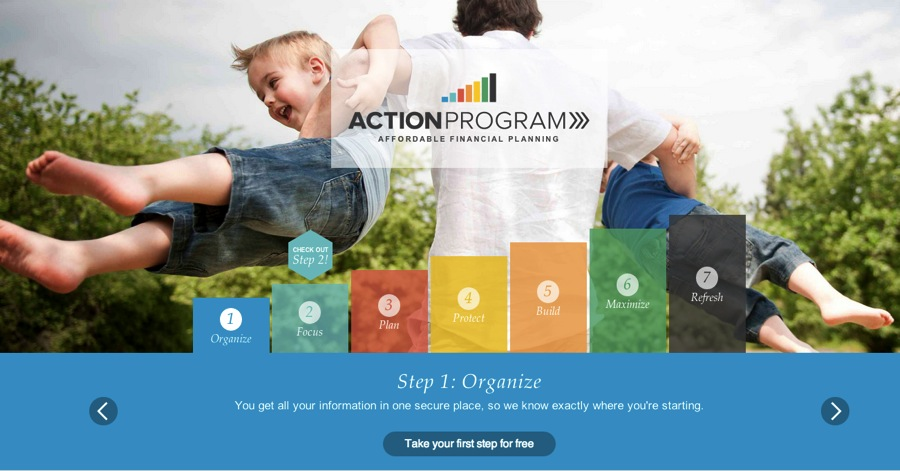 ACTIONPROGRAM
AFFORDABLE FINANCIAL PLANNING
CHECK OUT
Step 2!
1
Organize
2
Focus
3
Plan
4
Protect
5
Build
6
Maximize
7
Refresh
Step 1: Organize
You get all your information in one secure place, so we know exactly where you're starting.
Take your first step for free